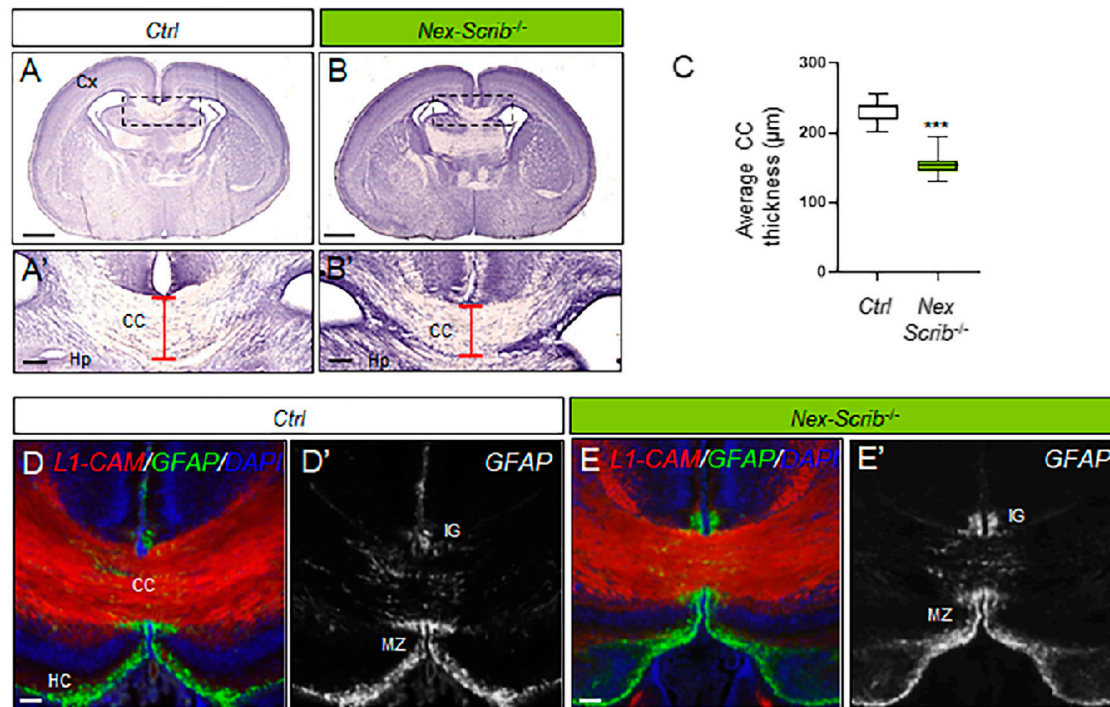 Ctrl
Nex-Scrib-/-
A
Cx
B
A'
CC
Hp
B'
CC
Hp
C
Average CC
thickness (µm)
300
200
100
0
***
Ctrl
Nex
Scrib-/-
Ctrl
Nex-Scrib-/-
D L1-CAM/GFAP/DAPI
CC
HC
D' GFAP
IG
MZ
E L1-CAM/GFAP/DAPI
E' GFAP
IG
MZ